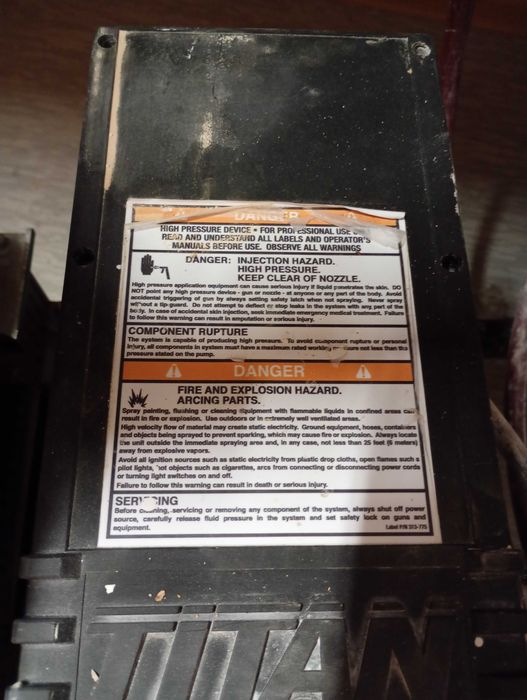 DANGER
HIGH PRESSURE DEVICE • FOR PROFESSIONAL USE
READ AND UNDERSTAND ALL LABELS AND OPERATOR'S
MANUALS BEFORE USE. OBSERVE ALL WARNINGS
DANGER: INJECTION HAZARD.
HIGH PRESSURE.
KEEP CLEAR OF NOZZLE.
High pressure application equipment can cause serious injury if liquid penetrates the skin. DO
NOT point any high pressure device - gun or nozzle - at anyone or any part of the body. Avoid
accidental triggering of gun by always setting safety latch when not spraying. Never spray
without a tip guard. Do not attempt to deflect or stop leaks in the system with any part of the
body. In case of accidental skin injection, seek immediate emergency medical treatment. Failure
to follow this warning can result in amputation or serious injury.
COMPONENT RUPTURE
The system is capable of producing high pressure. To avoid component rupture or personal
injury, all components in system must have a maximum rated working pressure not less than the
pressure stated on the pump.
DANGER
FIRE AND EXPLOSION HAZARD.
ARCING PARTS.
Spray painting, flushing or cleaning equipment with flammable liquids in confined areas can
result in fire or explosion. Use outdoors or in extremely well ventilated areas.
High velocity flow of material may create static electricity. Ground equipment, hoses, containers
and objects being sprayed to prevent sparking, which may cause fire or explosion. Always locate
the unit outside the immediate spraying area and, in any case, not less than 25 feet (8 meters)
away from explosive vapors.
Avoid all ignition sources such as static electricity from plastic drop cloths, open flames such as
pilot lights, hot objects such as cigarettes, arcs from connecting or disconnecting power cords
or turning light switches on and off.
Failure to follow this warning can result in death or serious injury.
SERVICING
Before cleaning, servicing or removing any component of the system, always shut off power
source, carefully release fluid pressure in the system and set safety lock on guns and
equipment.
Label P/N 313-775
TITAN